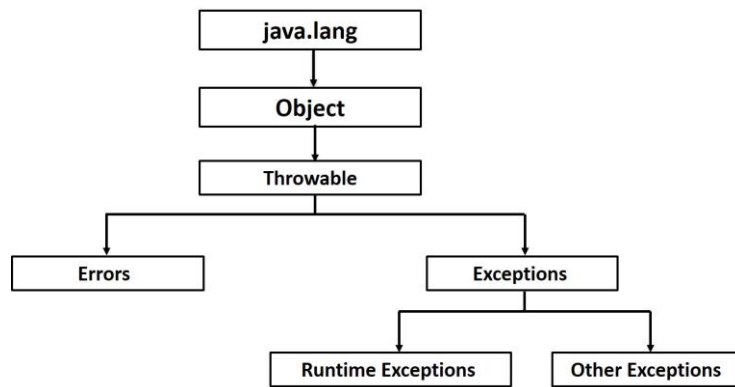 java.lang
Object
Throwable
Errors
Exceptions
Runtime Exceptions
Other Exceptions